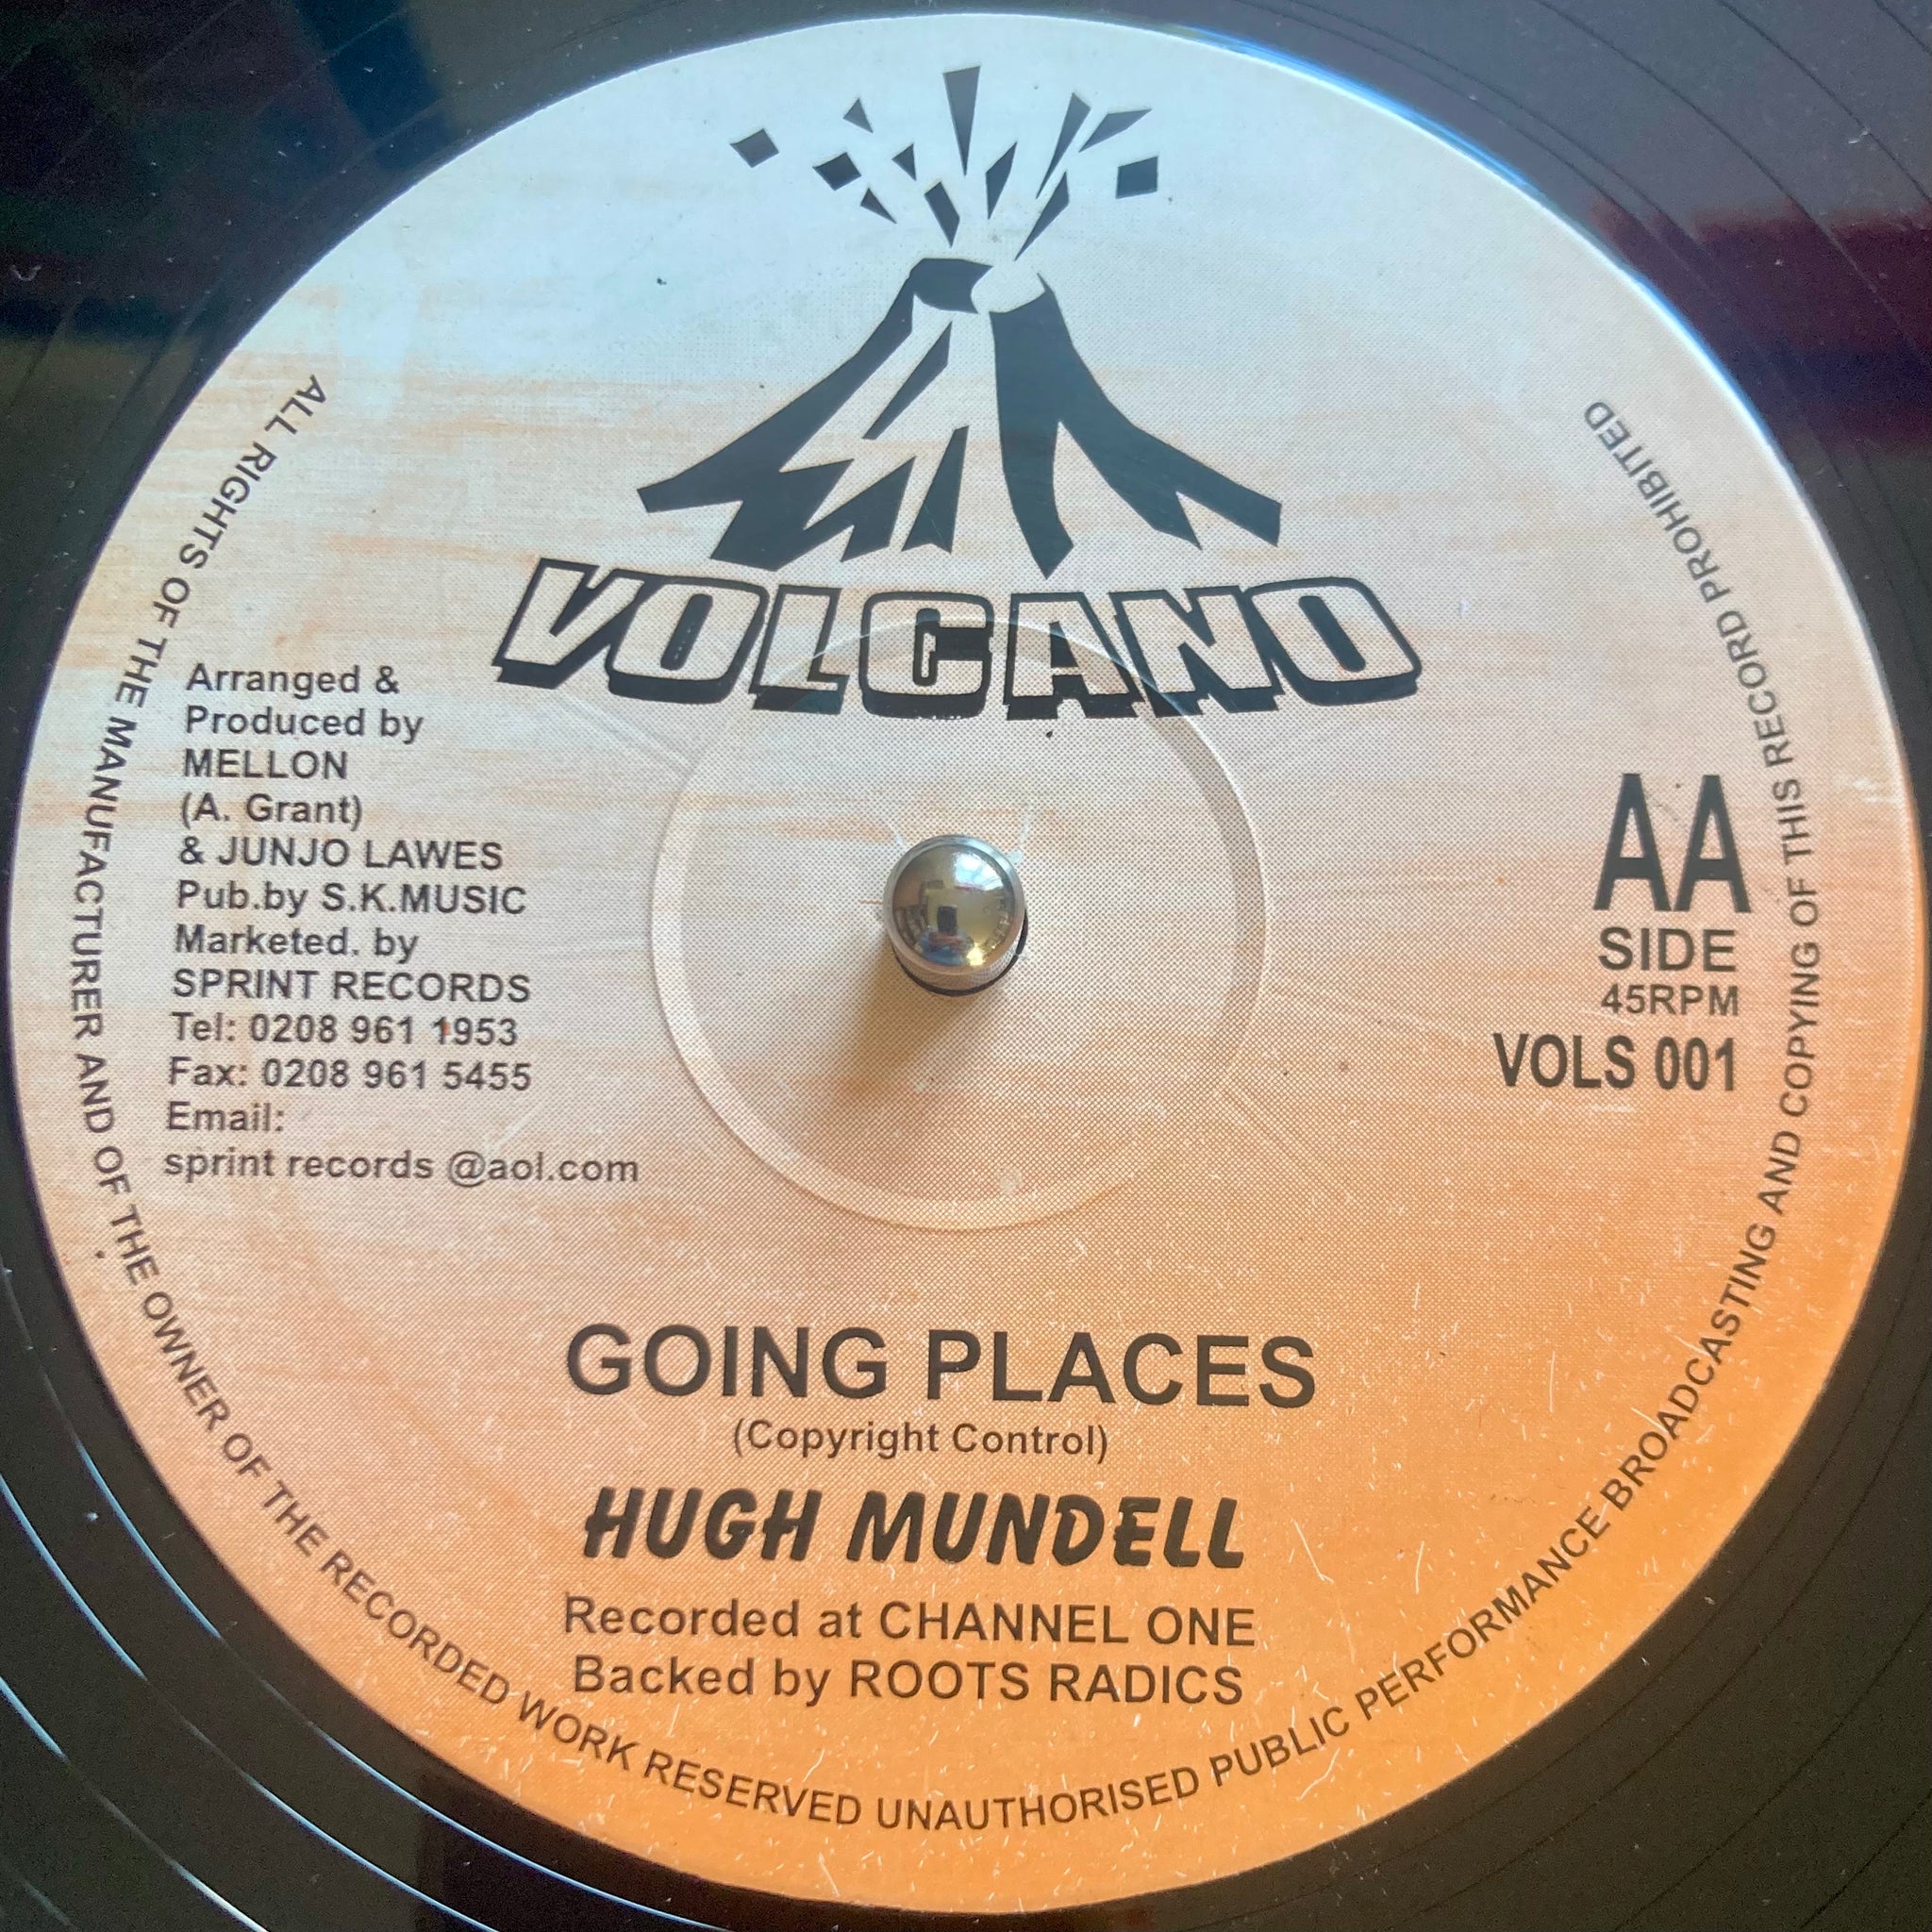 VOLCANO
Arranged &
Produced by
MELLON
(A. Grant)
& JUNJO LAWES
Pub.by S.K.MUSIC
Marketed. by
SPRINT RECORDS
Tel: 0208 961 1953
Fax: 0208 961 5455
Email:
sprint records @aol.com
AA
SIDE
45RPM
VOLS 001
GOING PLACES
(Copyright Control)
HUGH MUNDELL
Recorded at CHANNEL ONE
Backed by ROOTS RADICS
ALL RIGHTS OF THE MANUFACTURER AND OF THE OWNER OF THE RECORDED WORK RESERVED UNAUTHORISED PUBLIC PERFORMANCE BROADCASTING AND COPYING OF THIS RECORD PROHIBITED